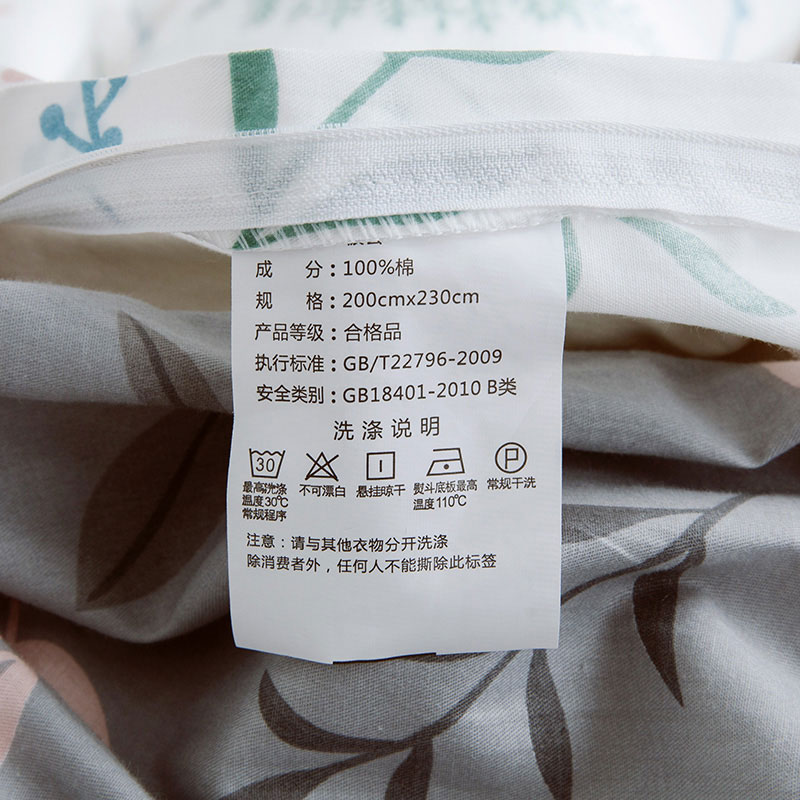 成 分：100%棉
规 格：200cmx230cm
产品等级：合格品
执行标准：GB/T22796-2009
安全类别：GB18401-2010 B类
洗涤说明
30
P
最高洗涤 不可漂白 悬挂晾干 熨斗底板最高 常规干洗
温度30℃ 温度110℃
常规程序
注意：请与其他衣物分开洗涤
除消费者外，任何人不能撕除此标签